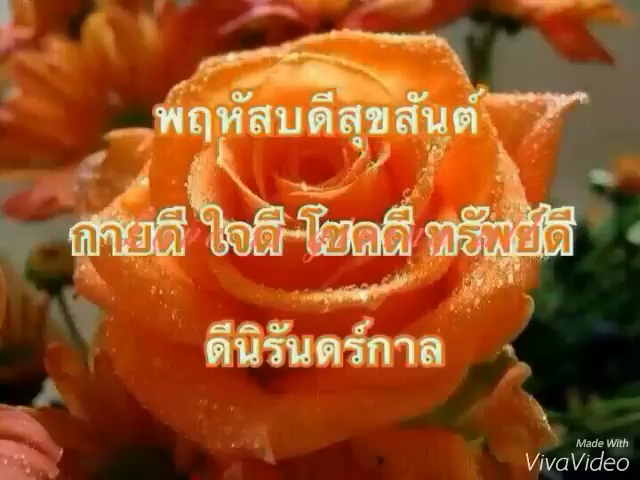 พฤหัสบดีสุขสันต์
กายดี ใจดี โชคดี ทรัพย์ดี
ดีนิรันดร์กาล
Made With
VivaVideo